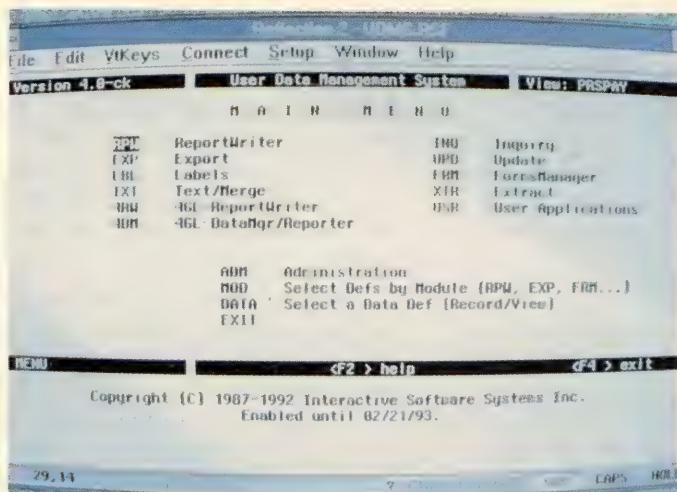 File Edit VtKeys Connect Setup Window Help
Version 4.0-ck User Data Management System View: PRSPAY
M A I N M E N U
RPW ReportWriter INQ Inquiry
EXP Export UPD Update
LBL Labels FRM FormsManager
TXT Text/Merge XTR Extract
4RW 4GL-ReportWriter USR User Applications
4DM 4GL-DataMgr/Reporter
ADM Administration
MOD Select Defs by Module (RPW, EXP, FRM...)
DATA Select a Data Def (Record/View)
EXIT
MENU <F2 > help <F4 > exit
Copyright (C) 1987-1992 Interactive Software Systems Inc.
Enabled until 02/21/93.
29,14 CAPS HOLD